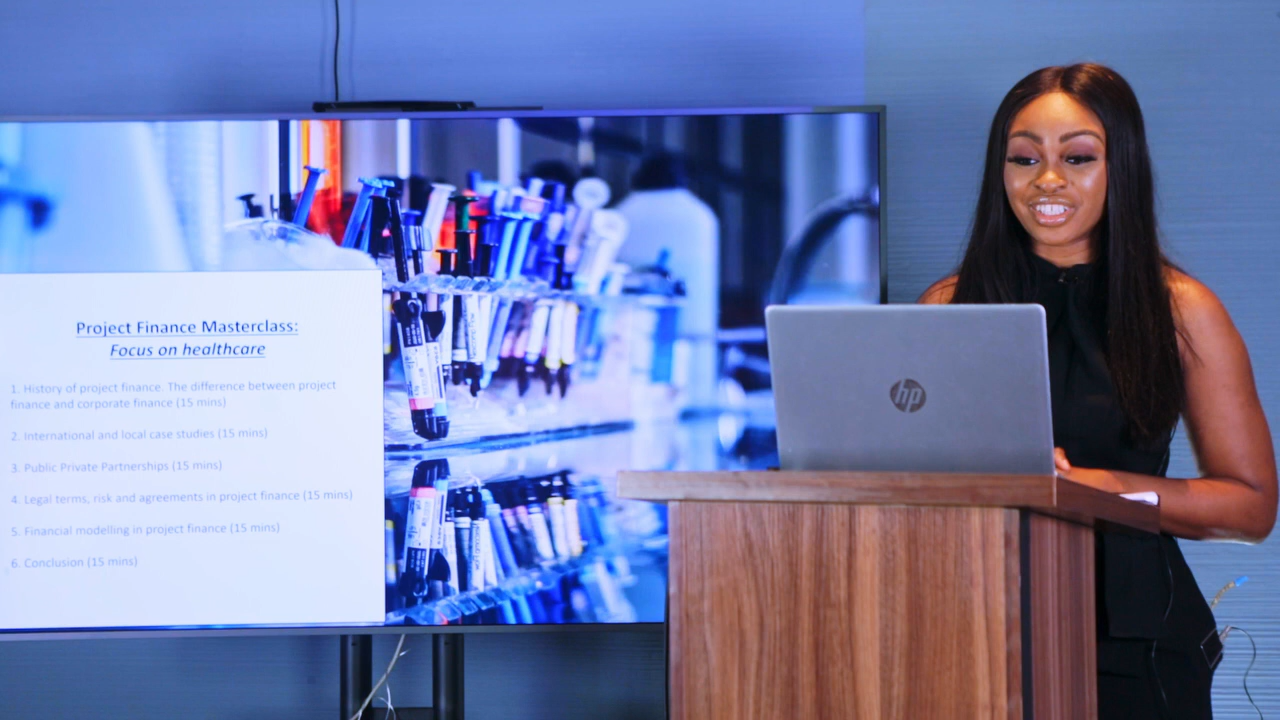 Project Finance Masterclass:
Focus on healthcare
1. History of project finance. The difference between project
finance and corporate finance (15 mins)
2. International and local case studies (15 mins)
3. Public Private Partnerships (15 mins)
4. Legal terms, risk and agreements in project finance (15 mins)
5. Financial modelling in project finance (15 mins)
6. Conclusion (15 mins)
hp